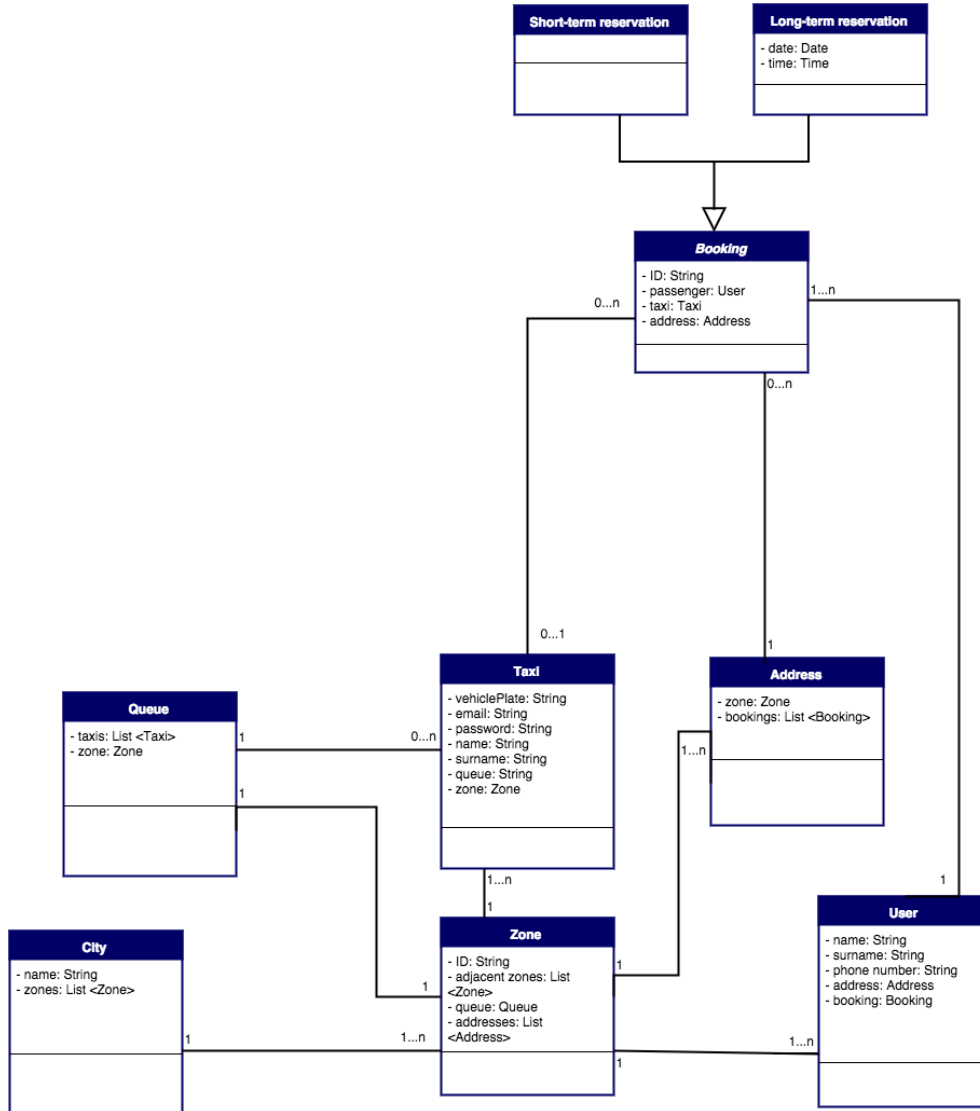 Short-term reservation
Long-term reservation
- date: Date
- time: Time
Booking
- ID: String
- passenger: User
- taxi: Taxi
- address: Address
0...n
1...n
0...n
0...1
1
Taxi
- vehiclePlate: String
- email: String
- password: String
- name: String
- surname: String
- queue: String
- zone: Zone
Address
- zone: Zone
- bookings: List <Booking>
Queue
- taxis: List <Taxi>
- zone: Zone
1
0...n
1...n
1
1...n
1
1
User
- name: String
- surname: String
- phone number: String
- address: Address
- booking: Booking
City
- name: String
- zones: List <Zone>
Zone
- ID: String
- adjacent zones: List
<Zone>
- queue: Queue
- addresses: List
<Address>
1
1
1
1...n
1
1...n